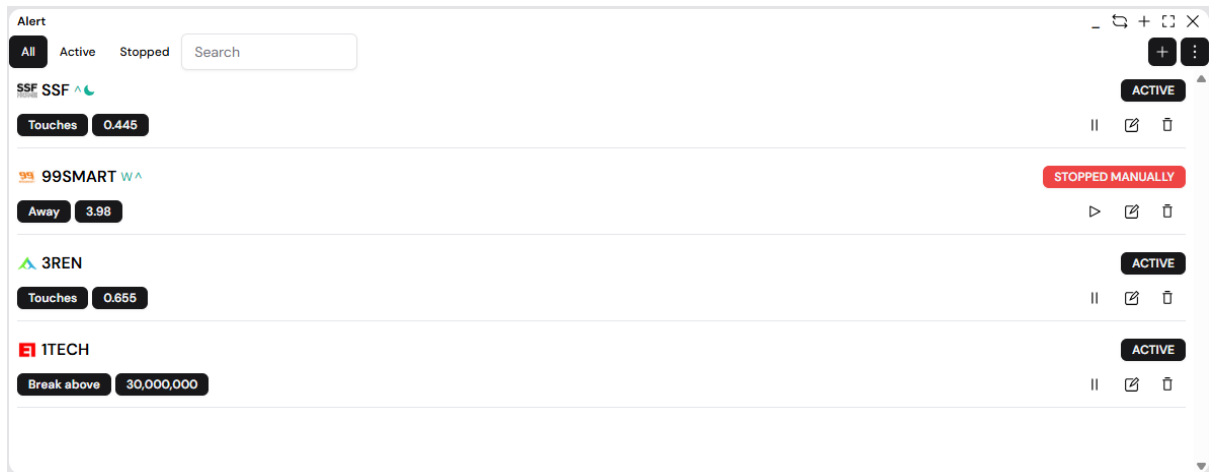 Alert
All Active Stopped Search
SSF SSF ^ ACTIVE
Touches 0.445
99 99SMART W ^ STOPPED MANUALLY
Away 3.98
3REN ACTIVE
Touches 0.655
1TECH ACTIVE
Break above 30,000,000